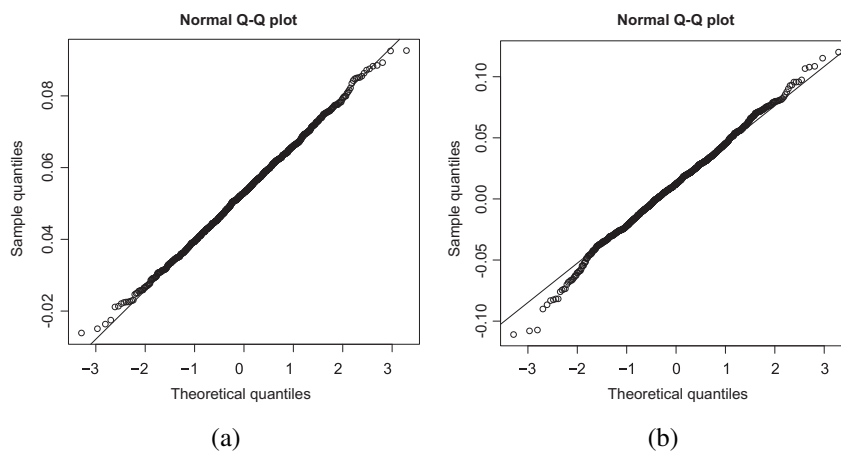 Normal Q-Q plot
Sample quantiles
0.08
0.06
0.04
-0.02
−3
−2
−1
0
1
2
3
Theoretical quantiles
(a)
Normal Q-Q plot
Sample quantiles
0.10
0.05
0.00
-0.05
-0.10
−3
−2
−1
0
1
2
3
Theoretical quantiles
(b)